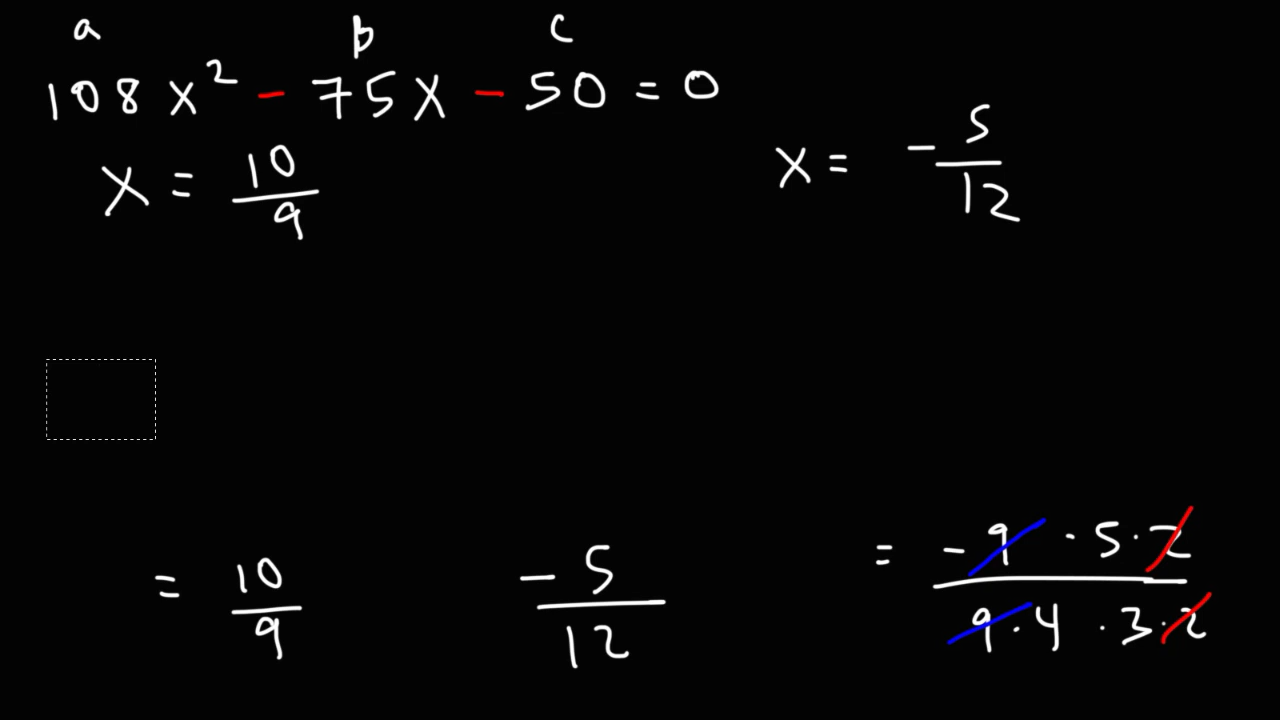 a b c
108x² - 75x - 50 = 0
x = 10/9 x = -5/12
= 10/9 -5/12 = -9·5·2/9·4·3·2